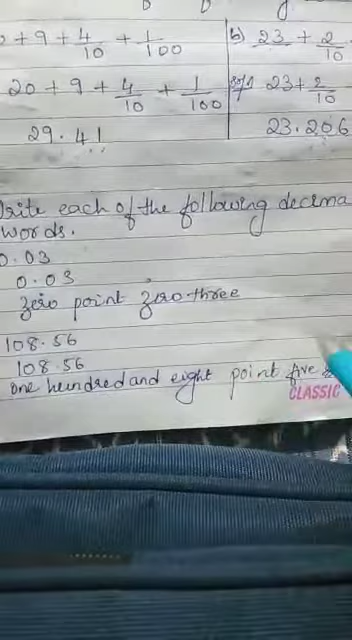 + 9 + 4/10 + 1/100
b) 23 + 2/10
20 + 9 + 4/10 + 1/100
23 + 2/10
29.41
23.206
Write each of the following decima
words.
0.03
0.03
Zero point zero three
108.56
108.56
one hundred and eight point five
CLASSIC